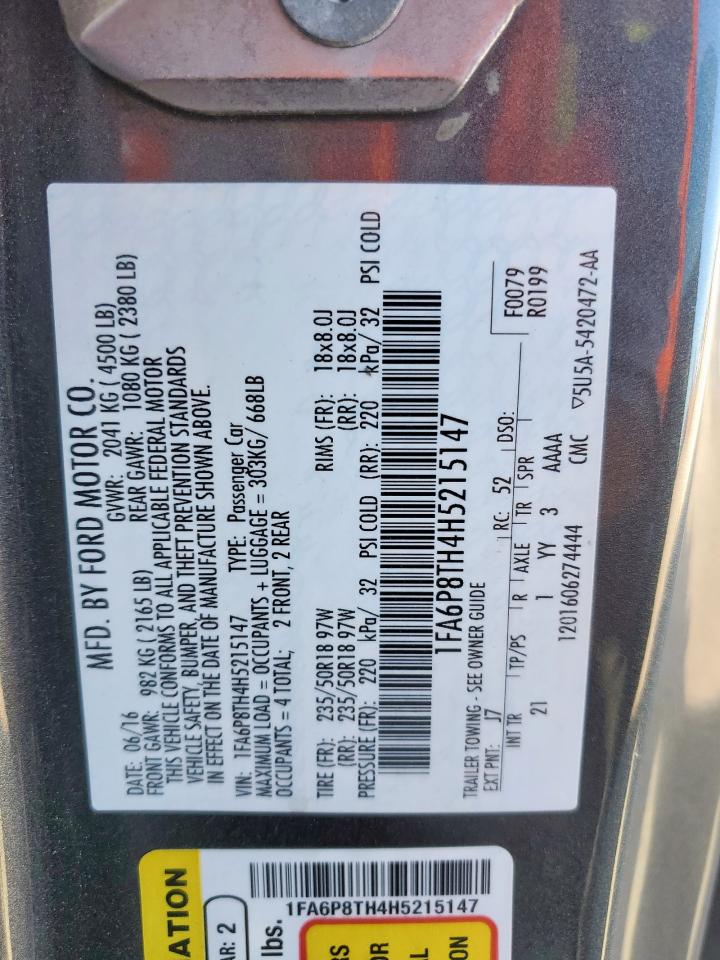 MFD. BY FORD MOTOR CO.
DATE: 06/16 GVWR: 2041 KG ( 4500 LB)
FRONT GAWR: 982 KG ( 2165 LB) REAR GAWR: 1080 KG ( 2380 LB)
THIS VEHICLE CONFORMS TO ALL APPLICABLE FEDERAL MOTOR
VEHICLE SAFETY, BUMPER, AND THEFT PREVENTION STANDARDS
IN EFFECT ON THE DATE OF MANUFACTURE SHOWN ABOVE.
VIN: 1FA6P8TH4H5215147 TYPE: Passenger Car
MAXIMUM LOAD = OCCUPANTS + LUGGAGE = 303KG/ 668LB
OCCUPANTS = 4 TOTAL; 2 FRONT, 2 REAR
TIRE (FR): 235/50R18 97W RIMS (FR): 18x8.0J
(RR): 235/50R18 97W (RR): 18x8.0J
PRESSURE (FR): 220 kPa/ 32 PSI COLD (RR): 220 kPa/ 32 PSI COLD
1FA6P8TH4H5215147
TRAILER TOWING - SEE OWNER GUIDE
F0079
EXT PNT: J7 RC: 52 DSO: R0199
INT TR TP/PS R AXLE TR SPR
21 1 YY 3 AAAA
1201606274444 CMC ▽5U5A-5420472-AA
ATION
AR: 2
lbs.
1FA6P8TH4H5215147
RS
OR
AL
ON